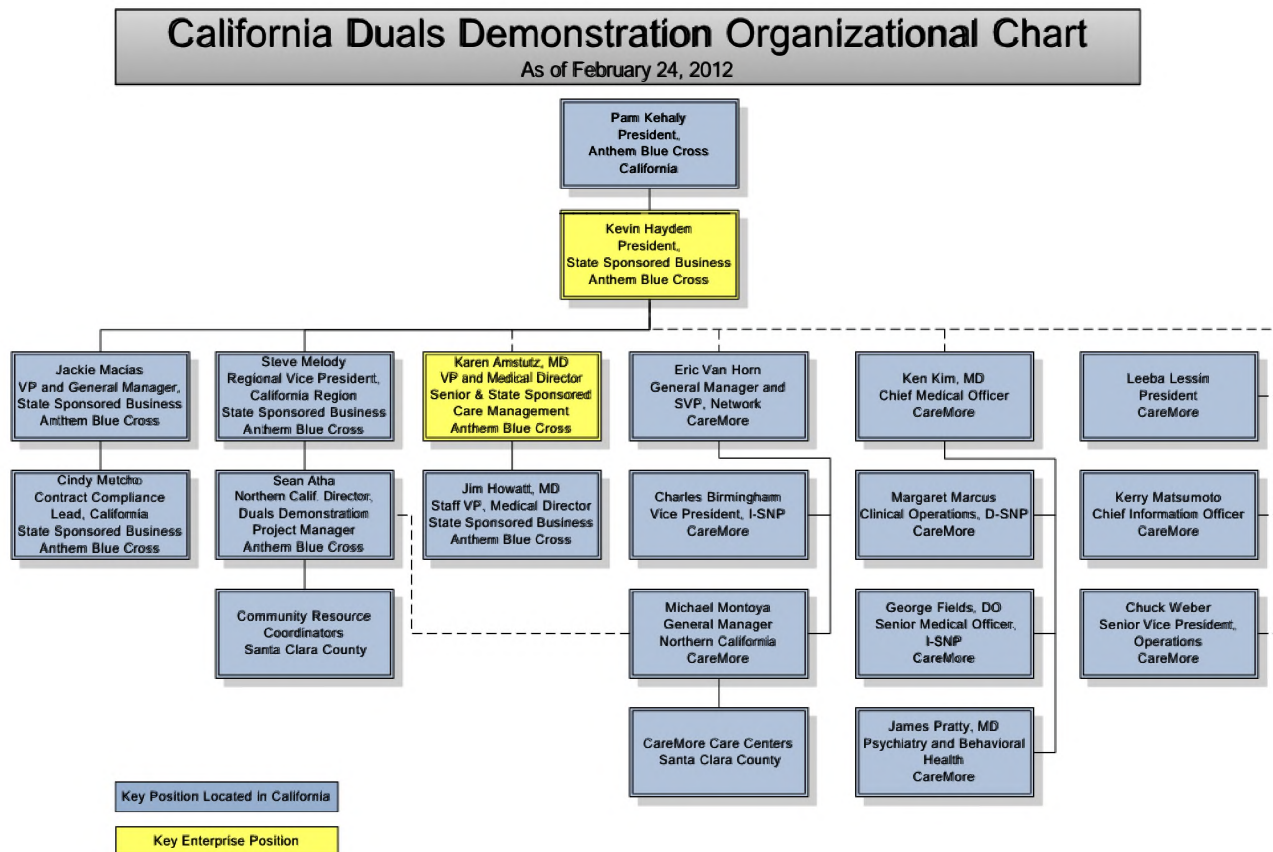 California Duals Demonstration Organizational Chart
As of February 24, 2012
Pam Kehaly
President,
Anthem Blue Cross
California
Kevin Hayden
President,
State Sponsored Business
Anthem Blue Cross
Jackie Macias
VP and General Manager,
State Sponsored Business
Anthem Blue Cross
Steve Melody
Regional Vice President,
California Region
State Sponsored Business
Anthem Blue Cross
Karen Amstutz, MD
VP and Medical Director
Senior & State Sponsored
Care Management
Anthem Blue Cross
Eric Van Horn
General Manager and
SVP, Network
CareMore
Ken Kim, MD
Chief Medical Officer
CareMore
Leeba Lessin
President
CareMore
Cindy Metcho
Contract Compliance
Lead, California
State Sponsored Business
Anthem Blue Cross
Sean Atha
Northern Calif. Director,
Duals Demonstration
Project Manager
Anthem Blue Cross
Jim Howatt, MD
Staff VP, Medical Director
State Sponsored Business
Anthem Blue Cross
Charles Birmingham
Vice President, I-SNP
CareMore
Margaret Marcus
Clinical Operations, D-SNP
CareMore
Kerry Matsumoto
Chief Information Officer
CareMore
Community Resource
Coordinators
Santa Clara County
Michael Montoya
General Manager
Northern California
CareMore
George Fields, DO
Senior Medical Officer,
I-SNP
CareMore
Chuck Weber
Senior Vice President,
Operations
CareMore
CareMore Care Centers
Santa Clara County
James Pratty, MD
Psychiatry and Behavioral
Health
CareMore
Key Position Located in California
Key Enterprise Position